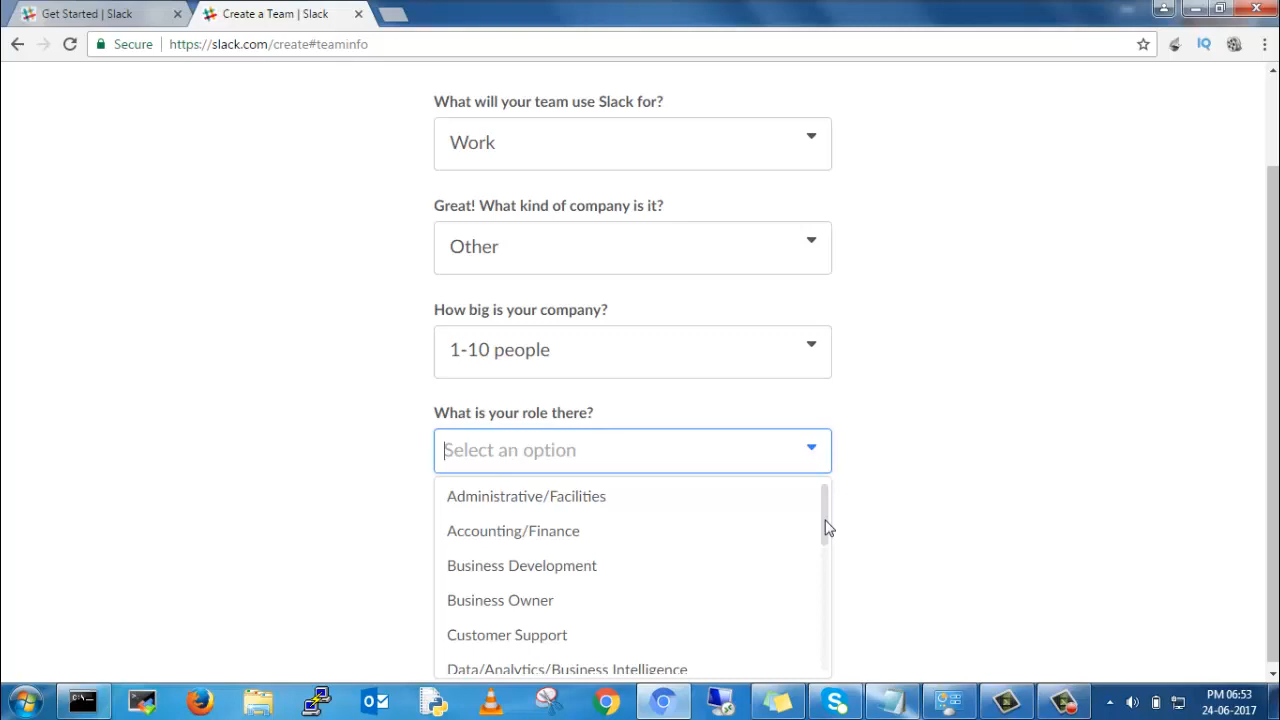 Get Started | Slack
Create a Team | Slack
Secure
https://slack.com/create#teaminfo
IQ
What will your team use Slack for?
Work
Great! What kind of company is it?
Other
How big is your company?
1-10 people
What is your role there?
Select an option
Administrative/Facilities
Accounting/Finance
Business Development
Business Owner
Customer Support
Data/Analytics/Business Intelligence
PM 06:53
24-06-2017